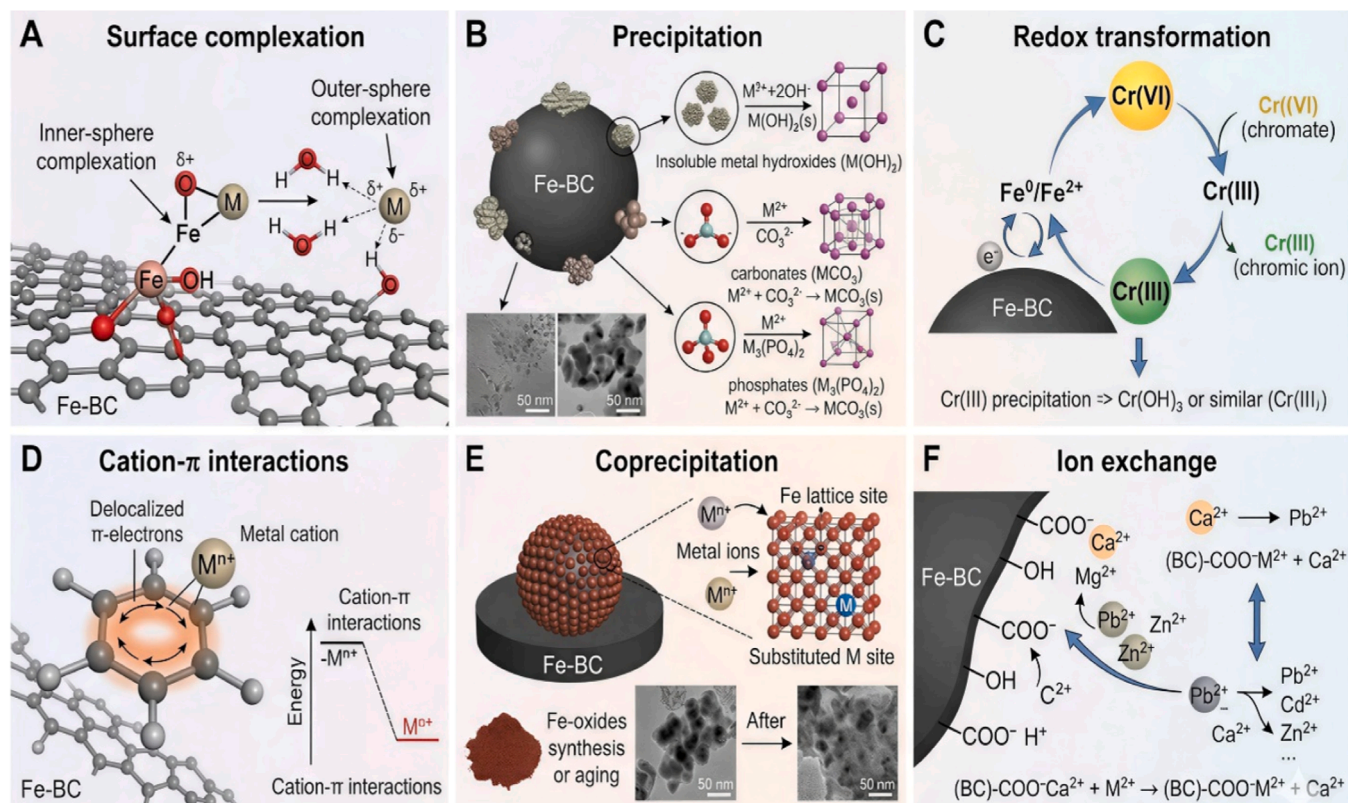 A Surface complexation
Outer-sphere
complexation
Inner-sphere
complexation
δ+
O
M
Fe
Fe
OH
H
O
H
H
O
H
δ+
δ+
M
δ-
H
O
Fe-BC
B Precipitation
Fe-BC
M³⁺+2OH⁻
M(OH)₂(s)
Insoluble metal hydroxides (M(OH)₂)
M²⁺
CO₃²⁻
carbonates (MCO₃)
M²⁺ + CO₃²⁻ → MCO₃(s)
M²⁺
M₃(PO₄)₂
phosphates (M₃(PO₄)₂)
M²⁺ + CO₃²⁻ → MCO₃(s)
50 nm
50 nm
C Redox transformation
Cr(VI)
Cr((VI)
(chromate)
Fe⁰/Fe²⁺
Cr(III)
e⁻
Cr(III)
(chromic ion)
Cr(III)
Fe-BC
Cr(III) precipitation => Cr(OH)₃ or similar (Cr(III)
D Cation-π interactions
Delocalized
π-electrons
Metal cation
Mⁿ⁺
Cation-π
interactions
-Mⁿ⁺
Energy
Cation-π interactions
Fe-BC
E Coprecipitation
Fe lattice site
Mⁿ⁺
Metal ions
Mⁿ⁺
M
Substituted M site
Fe-BC
Fe-oxides
synthesis
or aging
After
50 nm
50 nm
F Ion exchange
Fe-BC
COO⁻
Ca²⁺
OH
Mg²⁺
COO⁻
Pb²⁺
Zn²⁺
Zn²⁺
OH
C²⁺
COO⁻ H⁺
Ca²⁺ → Pb²⁺
(BC)-COO⁻M²⁺ + Ca²⁺
Pb²⁺
Pb²⁺
Cd²⁺
Ca²⁺
Zn²⁺
...
(BC)-COO⁻Ca²⁺ + M²⁺ → (BC)-COO⁻M²⁺ + Ca²⁺